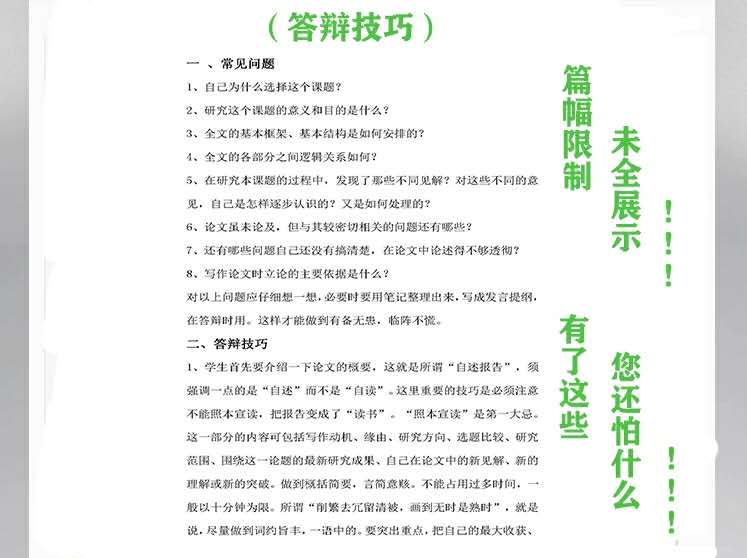 （答辩技巧）
一 、常见问题
1、自己为什么选择这个课题？
2、研究这个课题的意义和目的是什么？
3、全文的基本框架、基本结构是如何安排的？
4、全文的各部分之间逻辑关系如何？
5、在研究本课题的过程中，发现了那些不同见解？对这些不同的意
见，自己是怎样逐步认识的？又是如何处理的？
6、论文虽未论及，但与其较密切相关的问题还有哪些？
7、还有哪些问题自己还没有搞清楚，在论文中论述得不够透彻？
8、写作论文时立论的主要依据是什么？
对以上问题应仔细想一想，必要时要用笔记整理出来，写成发言提纲，
在答辩时用。这样才能做到有备无患，临阵不慌。
二、答辩技巧
1、学生首先要介绍一下论文的概要，这就是所谓“自述报告”，须
强调一点的是“自述”而不是“自读”。这里重要的技巧是必须注意
不能照本宣读，把报告变成了“读书”。“照本宣读”是第一大忌。
这一部分的内容可包括写作动机、缘由、研究方向、选题比较、研究
范围、围绕这一论题的最新研究成果、自己在论文中的新见解、新的
理解或新的突破。做到概括简要，言简意赅。不能占用过多时间，一
般以十分钟为限。所谓“削繁去冗留清被，画到无时是熟时”，就是
说，尽量做到词约旨丰，一语中的。要突出重点，把自己的最大收获、
篇幅限制
未全展示
！！！
有了这些
您还怕什么
！！！